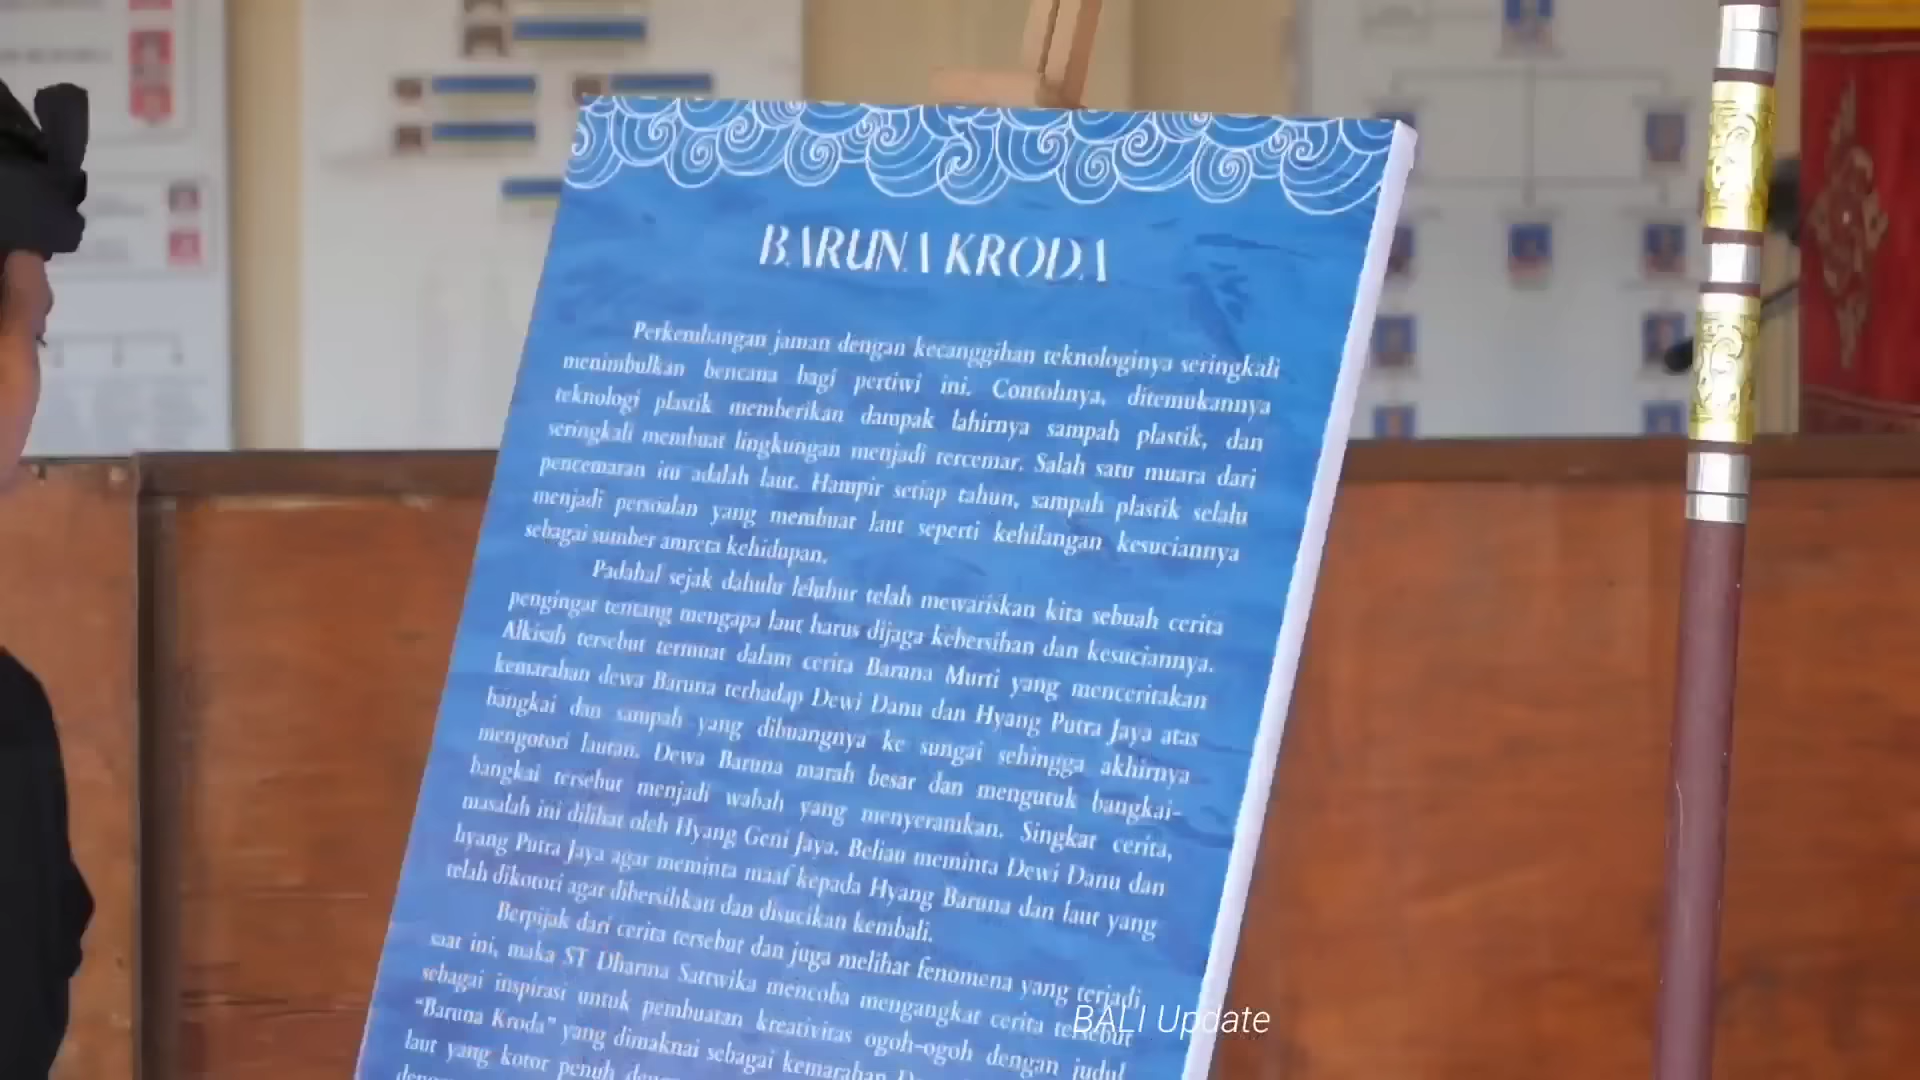 BARUNA KRODA
Perkembangan jaman dengan kecanggihan teknologinya seringkali
menimbulkan bencana bagi pertiwi ini. Contohnya, ditemukannya
teknologi plastik memberikan dampak lahirnya sampah plastik, dan
seringkali membuat lingkungan menjadi tercemar. Salah satu muara dari
pencemaran itu adalah laut. Hampir setiap tahun, sampah plastik selalu
menjadi persoalan yang membuat laut seperti kehilangan kesuciannya
sebagai sumber amreta kehidupan.
Padahal sejak dahulu leluhur telah mewariskan kita sebuah cerita
pengingat tentang mengapa laut harus dijaga kebersihan dan kesuciannya.
Alkisah tersebut termuat dalam cerita Baruna Murti yang menceritakan
kemarahan dewa Baruna terhadap Dewi Danu dan Hyang Putra Jaya atas
bangkai dan sampah yang dibuangnya ke sungai sehingga akhirnya
mengotori lautan. Dewa Baruna marah besar dan mengutuk bangkai-
bangkai tersebut menjadi wabah yang menyeramkan. Singkat cerita,
masalah ini dilihat oleh Hyang Geni Jaya. Beliau meminta Dewi Danu dan
hyang Putra Jaya agar meminta maaf kepada Hyang Baruna dan laut yang
telah dikotori agar dibersihkan dan disucikan kembali.
Berpijak dari cerita tersebut dan juga melihat fenomena yang terjadi
saat ini, maka ST Dharma Sattwika mencoba mengangkat cerita tersebut
sebagai inspirasi untuk pembuatan kreativitas ogoh-ogoh dengan judul
"Baruna Kroda" yang dimaknai sebagai kemarahan
laut yang kotor penuh
BALI Update